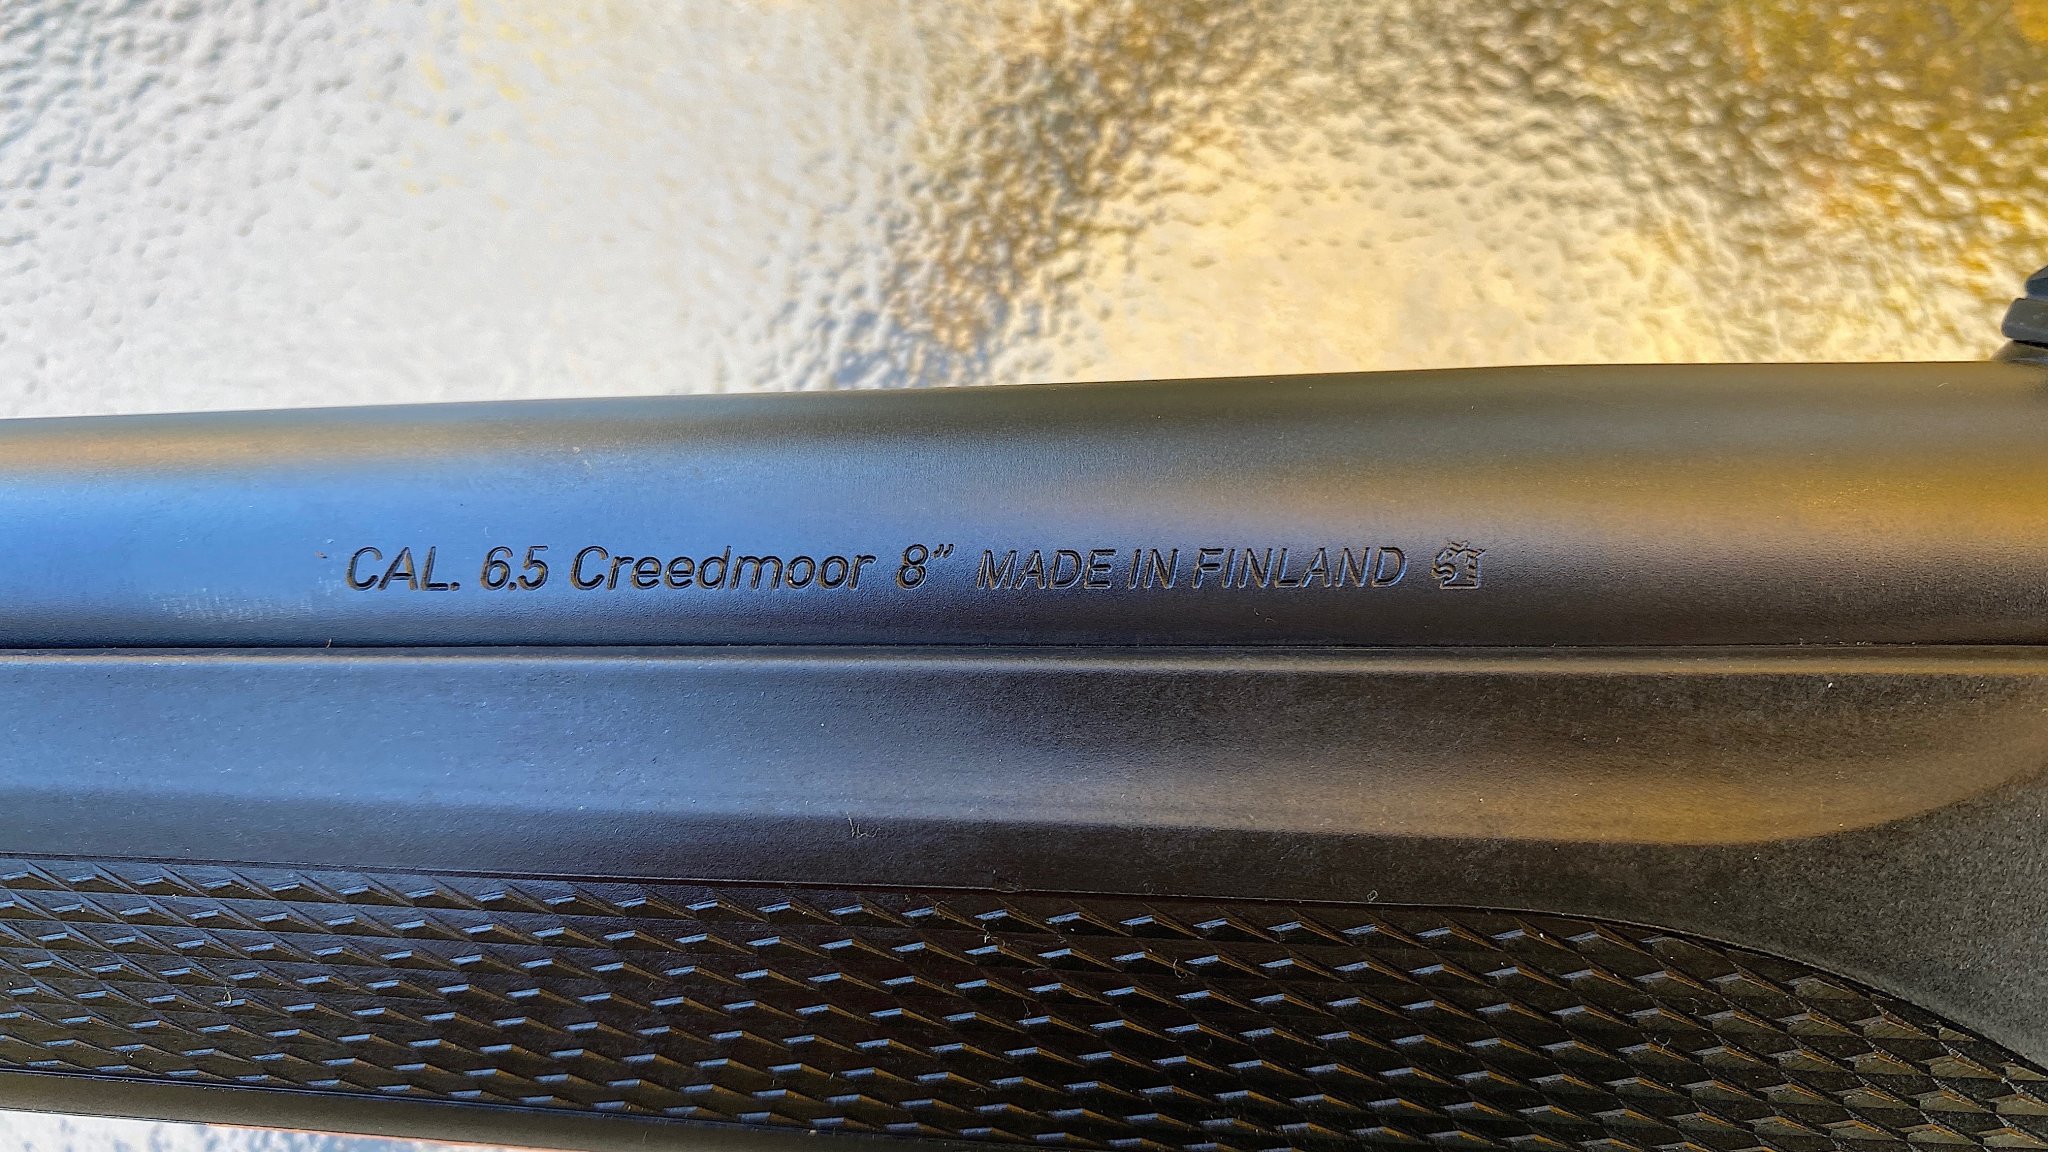 CAL. 6.5 Creedmoor 8” MADE IN FINLAND